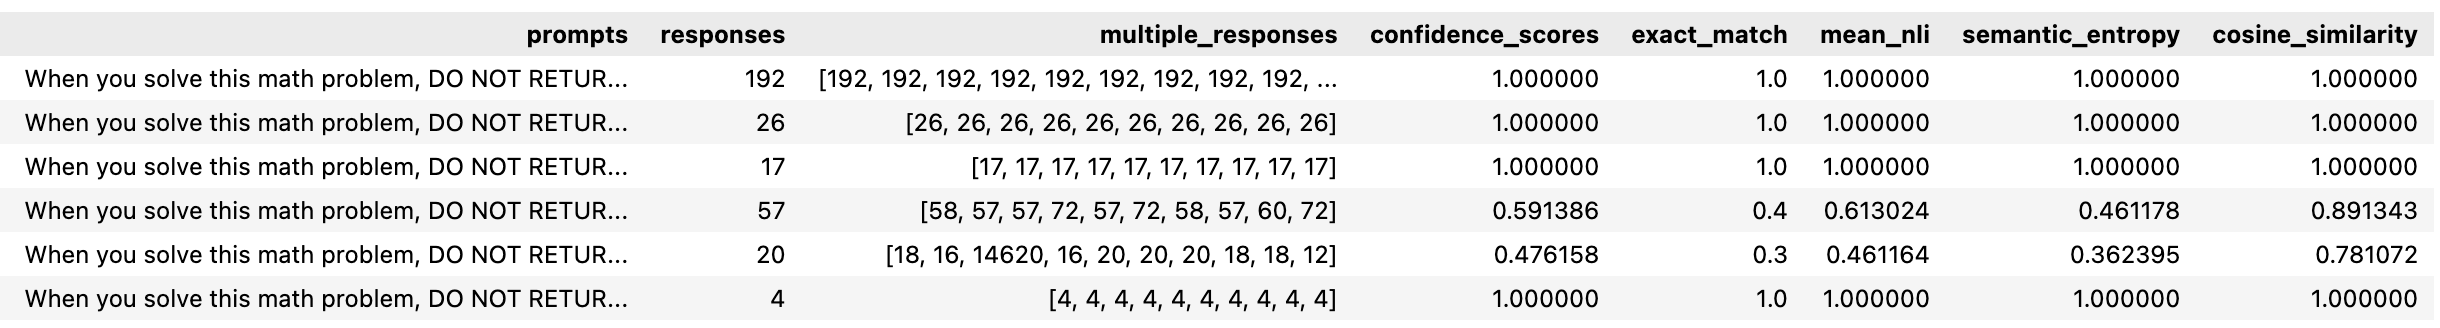 prompts responses multiple_responses confidence_scores exact_match mean_nli semantic_entropy cosine_similarity
When you solve this math problem, DO NOT RETUR... 192 [192, 192, 192, 192, 192, 192, 192, 192, 192, ... 1.000000 1.0 1.000000 1.000000 1.000000
When you solve this math problem, DO NOT RETUR... 26 [26, 26, 26, 26, 26, 26, 26, 26, 26, 26] 1.000000 1.0 1.000000 1.000000 1.000000
When you solve this math problem, DO NOT RETUR... 17 [17, 17, 17, 17, 17, 17, 17, 17, 17, 17] 1.000000 1.0 1.000000 1.000000 1.000000
When you solve this math problem, DO NOT RETUR... 57 [58, 57, 57, 72, 57, 72, 58, 57, 60, 72] 0.591386 0.4 0.613024 0.461178 0.891343
When you solve this math problem, DO NOT RETUR... 20 [18, 16, 14620, 16, 20, 20, 20, 18, 18, 12] 0.476158 0.3 0.461164 0.362395 0.781072
When you solve this math problem, DO NOT RETUR... 4 [4, 4, 4, 4, 4, 4, 4, 4, 4, 4] 1.000000 1.0 1.000000 1.000000 1.000000